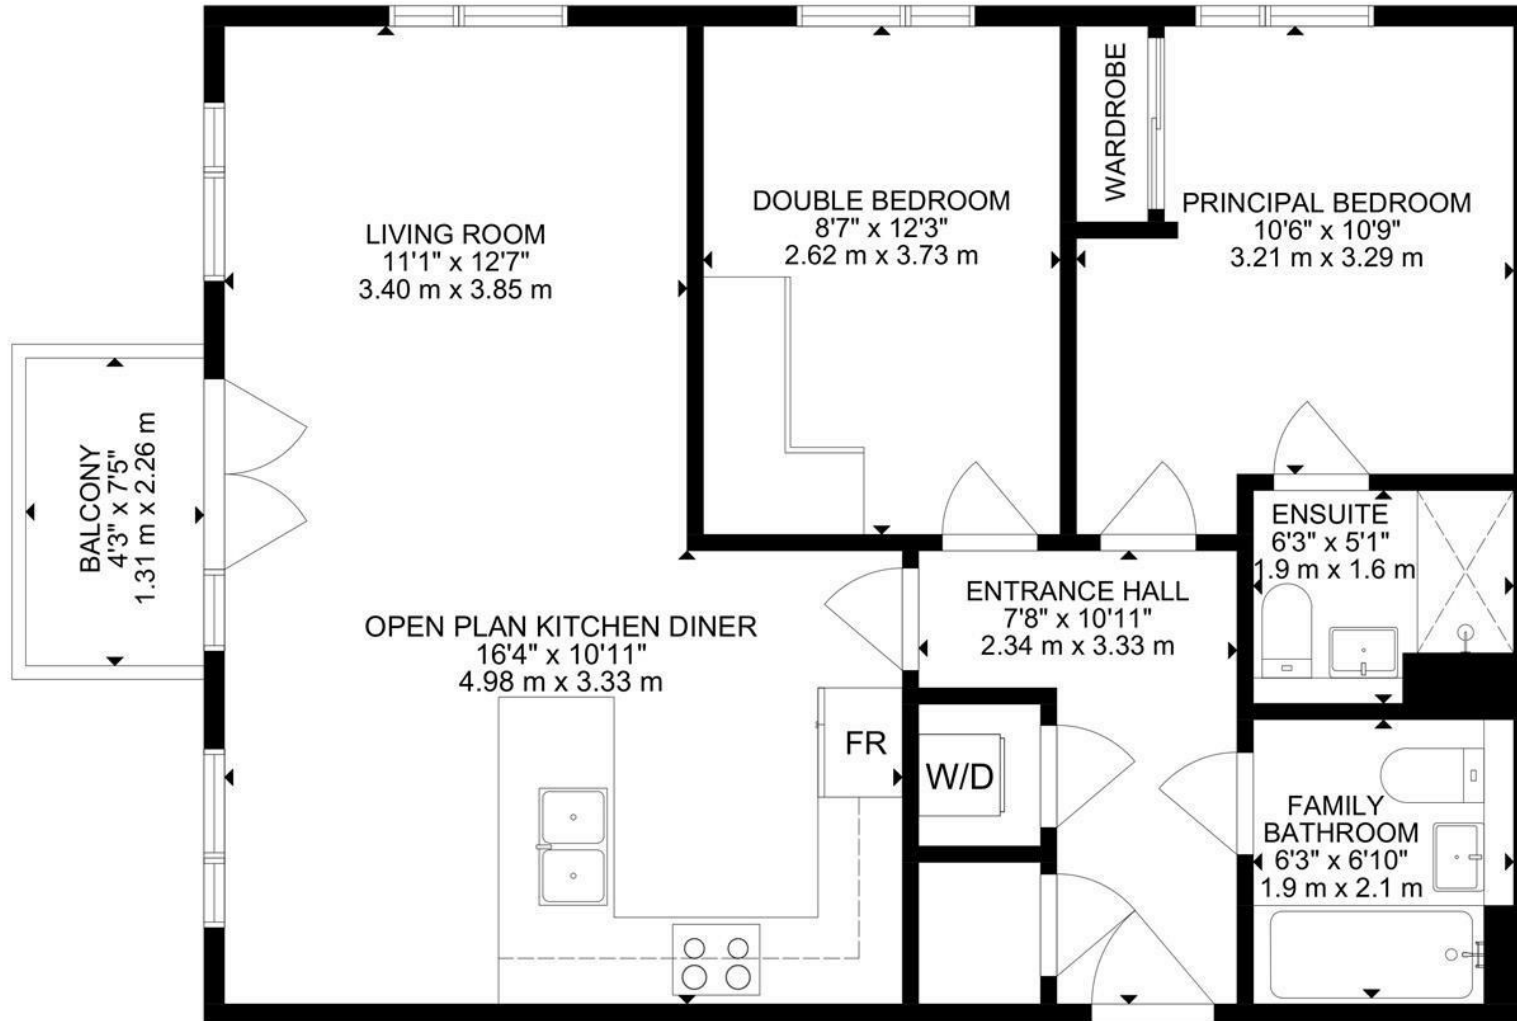 WARDROBE
DOUBLE BEDROOM
8'7" x 12'3"
2.62 m x 3.73 m
PRINCIPAL BEDROOM
10'6" x 10'9"
3.21 m x 3.29 m
LIVING ROOM
11'1" x 12'7"
3.40 m x 3.85 m
BALCONY
4'3" x 7'5"
1.31 m x 2.26 m
ENSUITE
6'3" x 5'1"
1.9 m x 1.6 m
ENTRANCE HALL
7'8" x 10'11"
2.34 m x 3.33 m
OPEN PLAN KITCHEN DINER
16'4" x 10'11"
4.98 m x 3.33 m
FR
W/D
FAMILY
BATHROOM
6'3" x 6'10"
1.9 m x 2.1 m